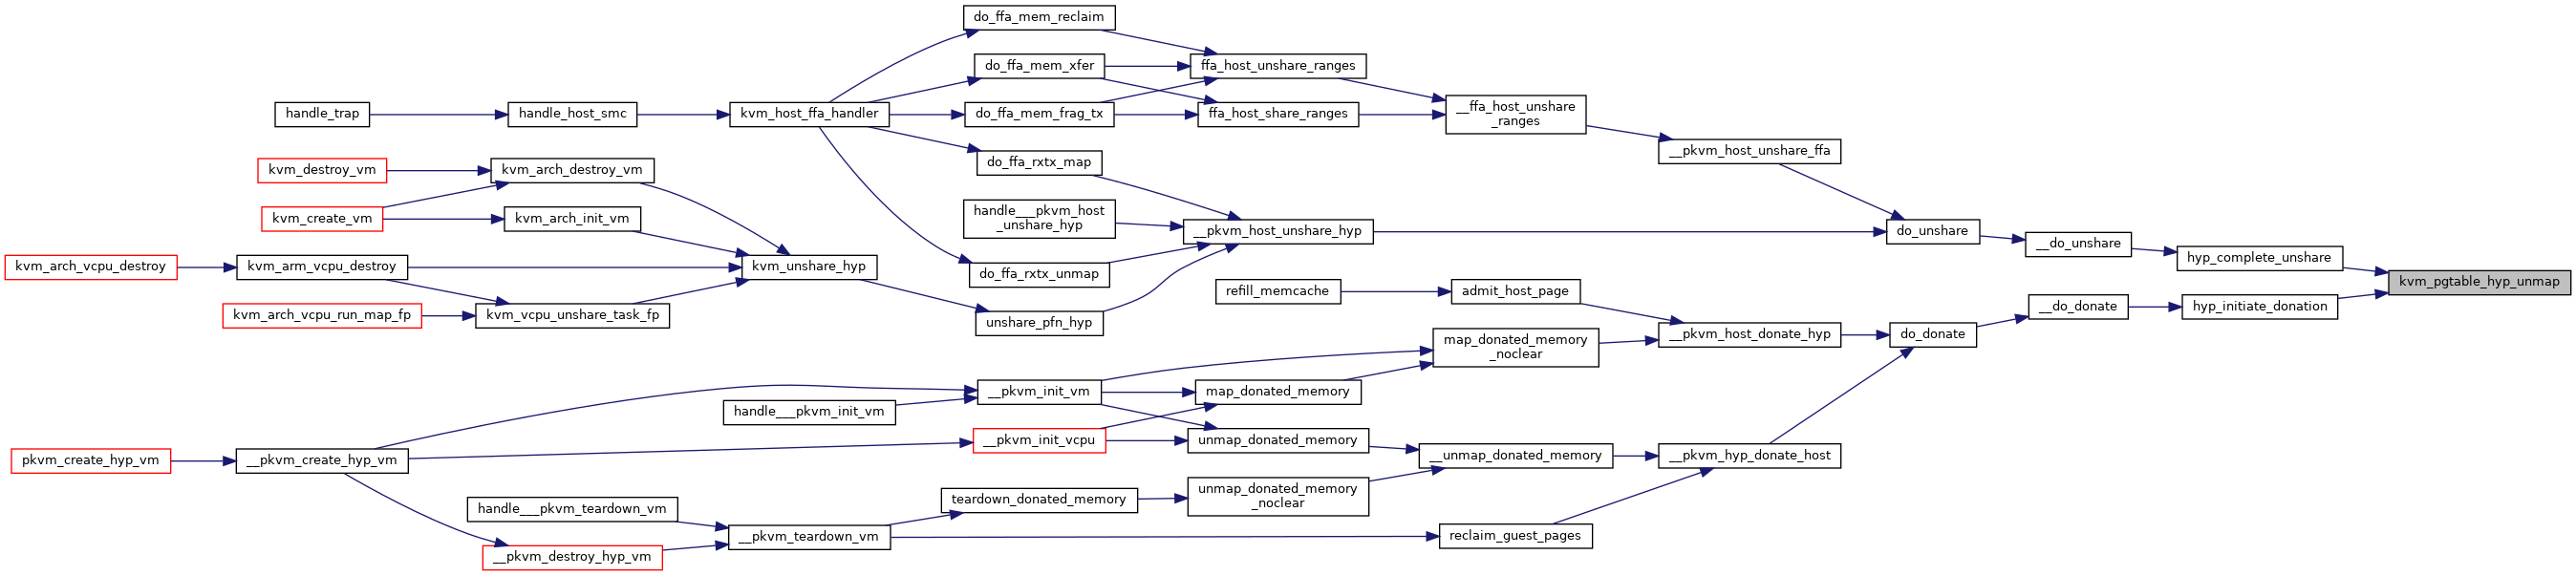 do_ffa_mem_reclaim
do_ffa_mem_xfer
ffa_host_unshare_ranges
handle_trap
handle_host_smc
kvm_host_ffa_handler
do_ffa_mem_frag_tx
ffa_host_share_ranges
__ffa_host_unshare
_ranges
__pkvm_host_unshare_ffa
kvm_destroy_vm
kvm_arch_destroy_vm
do_ffa_rxtx_map
kvm_create_vm
kvm_arch_init_vm
handle___pkvm_host
_unshare_hyp
__pkvm_host_unshare_hyp
do_unshare
__do_unshare
hyp_complete_unshare
kvm_arch_vcpu_destroy
kvm_arm_vcpu_destroy
kvm_unshare_hyp
do_ffa_rxtx_unmap
kvm_pgtable_hyp_unmap
refill_memcache
admit_host_page
kvm_arch_vcpu_run_map_fp
kvm_vcpu_unshare_task_fp
unshare_pfn_hyp
__do_donate
hyp_initiate_donation
map_donated_memory
_noclear
__pkvm_host_donate_hyp
do_donate
__pkvm_init_vm
map_donated_memory
handle___pkvm_init_vm
__pkvm_init_vcpu
unmap_donated_memory
pkvm_create_hyp_vm
__pkvm_create_hyp_vm
__unmap_donated_memory
__pkvm_hyp_donate_host
handle___pkvm_teardown_vm
teardown_donated_memory
unmap_donated_memory
_noclear
__pkvm_teardown_vm
reclaim_guest_pages
__pkvm_destroy_hyp_vm